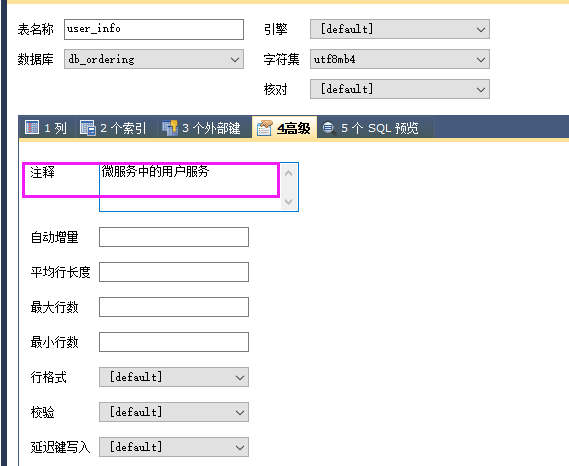 表名称 user_info 引擎 [default]
数据库 db_ordering 字符集 utf8mb4
核对 [default]
1 列 2 个索引 3 个外部键 4高级 5 个 SQL 预览
注释 微服务中的用户服务
自动增量
平均行长度
最大行数
最小行数
行格式 [default]
校验 [default]
延迟键写入 [default]